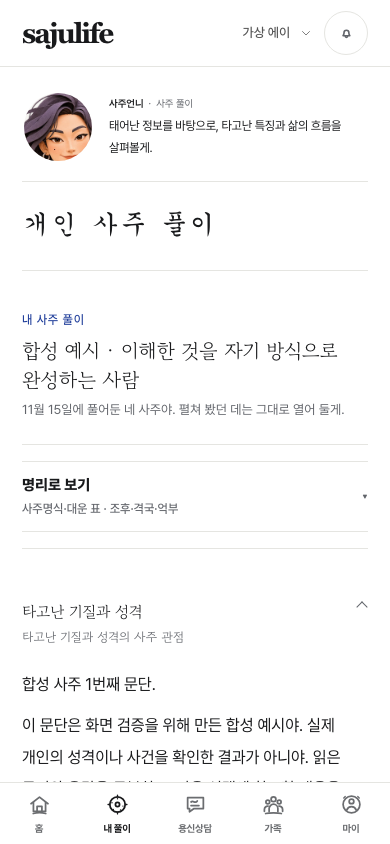 sajulife
가상 에이
사주언니 · 사주 풀이
태어난 정보를 바탕으로, 타고난 특징과 삶의 흐름을
살펴볼게.
개인 사주 풀이
내 사주 풀이
합성 예시 · 이해한 것을 자기 방식으로
완성하는 사람
11월 15일에 풀어둔 네 사주야. 펼쳐 봤던 데는 그대로 열어 둘게.
명리로 보기
사주명식·대운 표 · 조후·격국·억부
타고난 기질과 성격
타고난 기질과 성격의 사주 관점
합성 사주 1번째 문단.
이 문단은 화면 검증을 위해 만든 합성 예시야. 실제
개인의 성격이나 사건을 확인한 결과가 아니야. 읽은
홈
내 풀이
용신상담
가족
마이